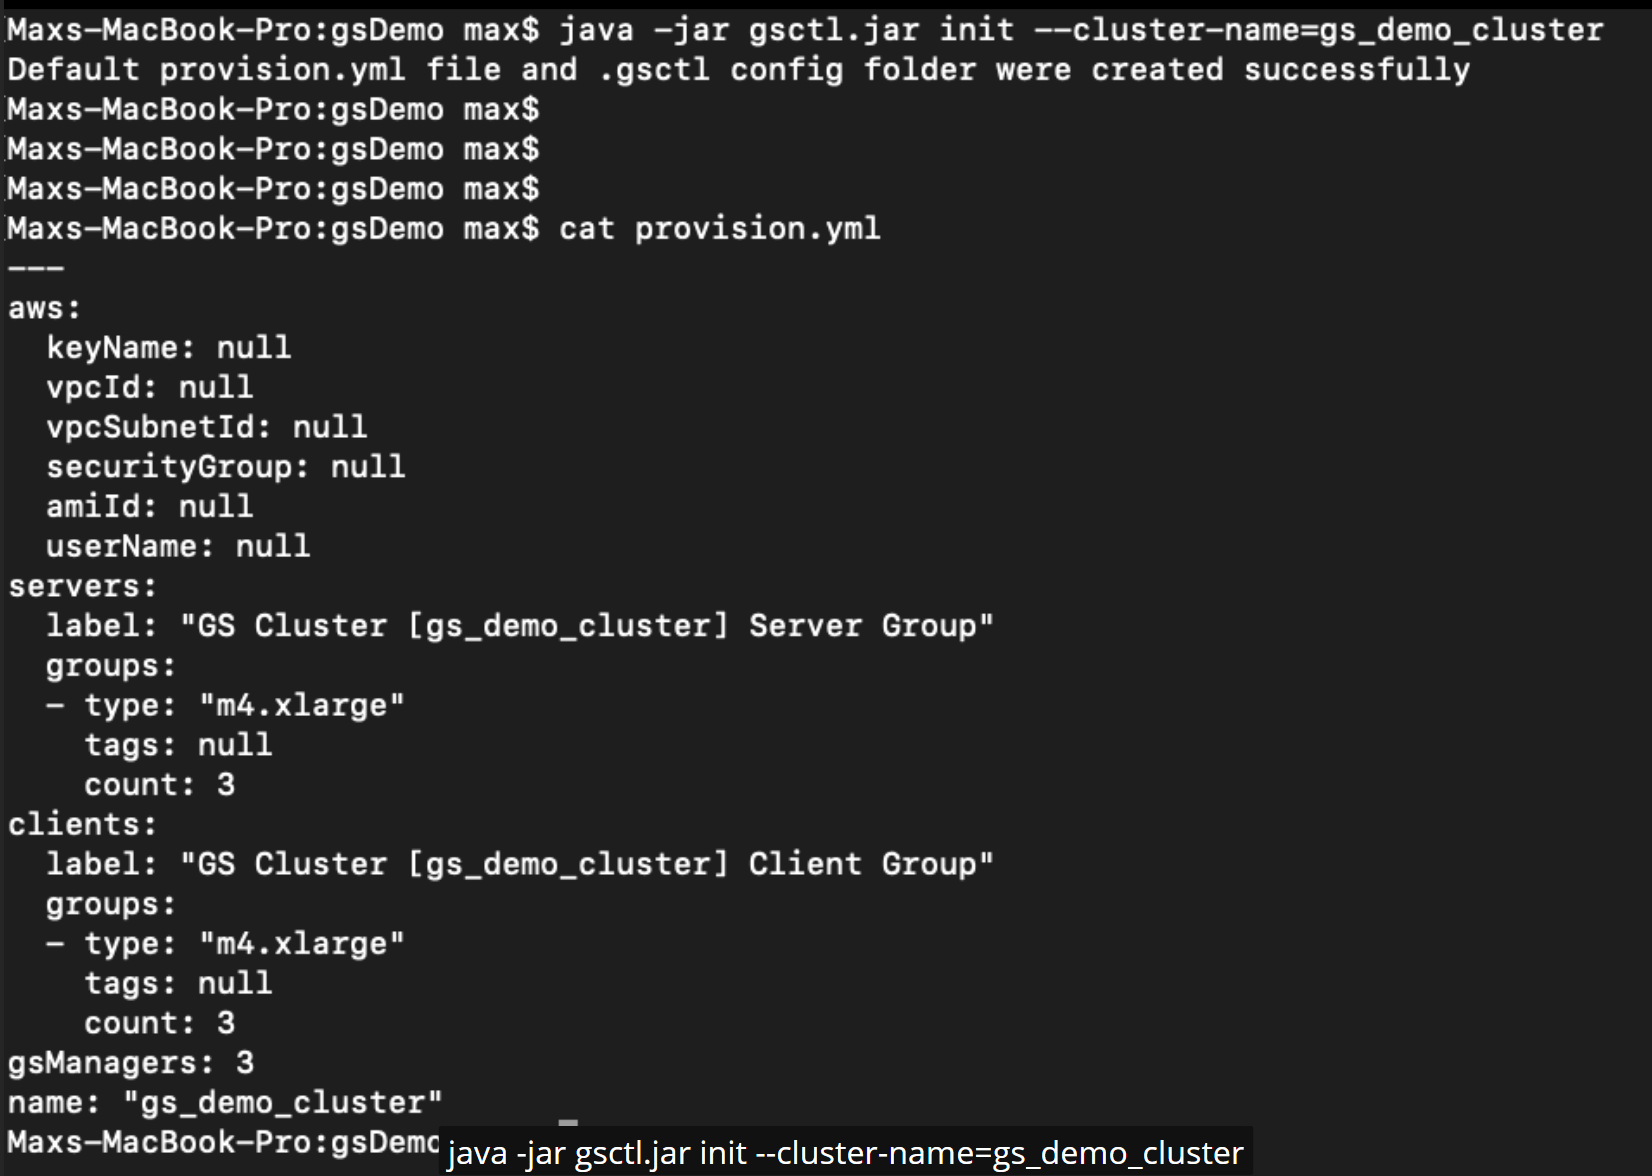 Maxs-MacBook-Pro:gsDemo max$ java -jar gsctl.jar init --cluster-name=gs_demo_cluster
Default provision.yml file and .gsctl config folder were created successfully
Maxs-MacBook-Pro:gsDemo max$
Maxs-MacBook-Pro:gsDemo max$
Maxs-MacBook-Pro:gsDemo max$
Maxs-MacBook-Pro:gsDemo max$ cat provision.yml
---
aws:
  keyName: null
  vpcId: null
  vpcSubnetId: null
  securityGroup: null
  amiId: null
  userName: null
servers:
  label: "GS Cluster [gs_demo_cluster] Server Group"
  groups:
  - type: "m4.xlarge"
    tags: null
    count: 3
clients:
  label: "GS Cluster [gs_demo_cluster] Client Group"
  groups:
  - type: "m4.xlarge"
    tags: null
    count: 3
gsManagers: 3
name: "gs_demo_cluster"
Maxs-MacBook-Pro:gsDemo
java -jar gsctl.jar init --cluster-name=gs_demo_cluster